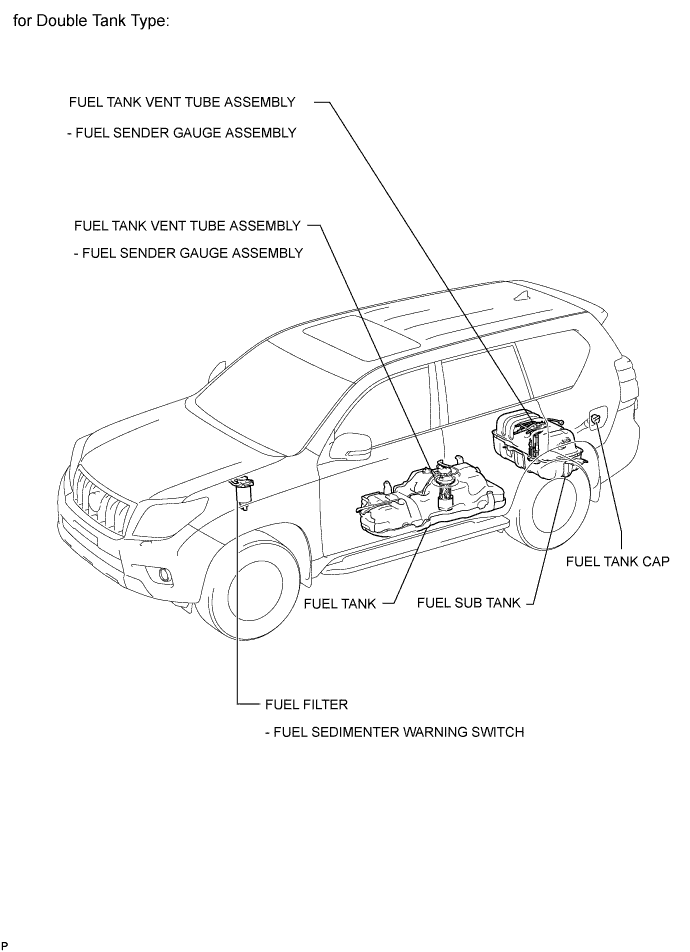 for Double Tank Type:
FUEL TANK VENT TUBE ASSEMBLY
- FUEL SENDER GAUGE ASSEMBLY
FUEL TANK VENT TUBE ASSEMBLY
- FUEL SENDER GAUGE ASSEMBLY
FUEL TANK CAP
FUEL TANK
FUEL SUB TANK
FUEL FILTER
- FUEL SEDIMENTER WARNING SWITCH
P